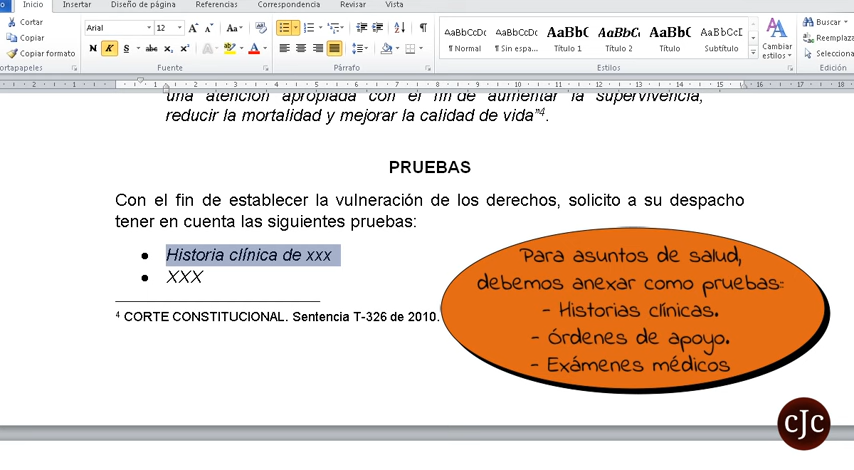 Inicio Insertar Diseño de página Referencias Correspondencia Revisar Vista
Cortar
Copiar
Copiar formato
rtapapeles
Arial 12
Fuente
Párrafo
AaBbCcDc AaBbCcDc AaBbC AaBbCc AaBbC AaBbCcD
¶ Normal ¶ Sin espa... Título 1 Título 2 Título Subtítulo
Cambiar
estilos
Estilos
Buscar
Reemplazar
Selecciona
Edición
una atención apropiada con el fin de aumentar la supervivencia,
reducir la mortalidad y mejorar la calidad de vida"4.
PRUEBAS
Con el fin de establecer la vulneración de los derechos, solicito a su despacho
tener en cuenta las siguientes pruebas:
• Historia clínica de xxx
• XXX
4 CORTE CONSTITUCIONAL. Sentencia T-326 de 2010.
Para asuntos de salud,
debemos anexar como pruebas:
- Historias clínicas.
- órdenes de apoyo.
- Exámenes médicos
cJc